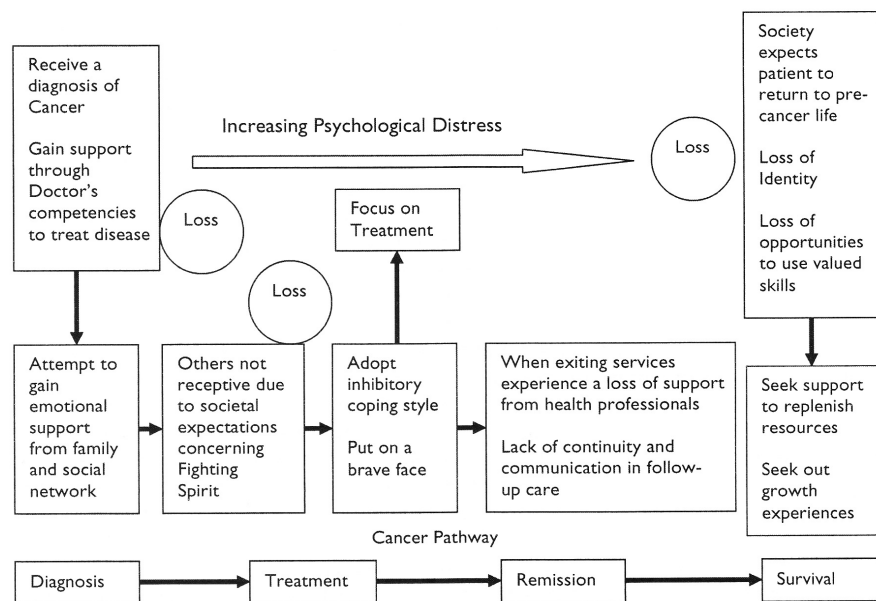 Receive a
diagnosis of
Cancer
Gain support
through
Doctor's
competencies
to treat disease
Increasing Psychological Distress
Loss
Loss
Loss
Focus on
Treatment
Society
expects
patient to
return to pre-
cancer life
Loss of
Identity
Loss of
opportunities
to use valued
skills
Attempt to
gain
emotional
support
from family
and social
network
Others not
receptive due
to societal
expectations
concerning
Fighting
Spirit
Adopt
inhibitory
coping style
Put on a
brave face
When exiting services
experience a loss of support
from health professionals
Lack of continuity and
communication in follow-
up care
Seek support
to replenish
resources
Seek out
growth
experiences
Cancer Pathway
Diagnosis
Treatment
Remission
Survival